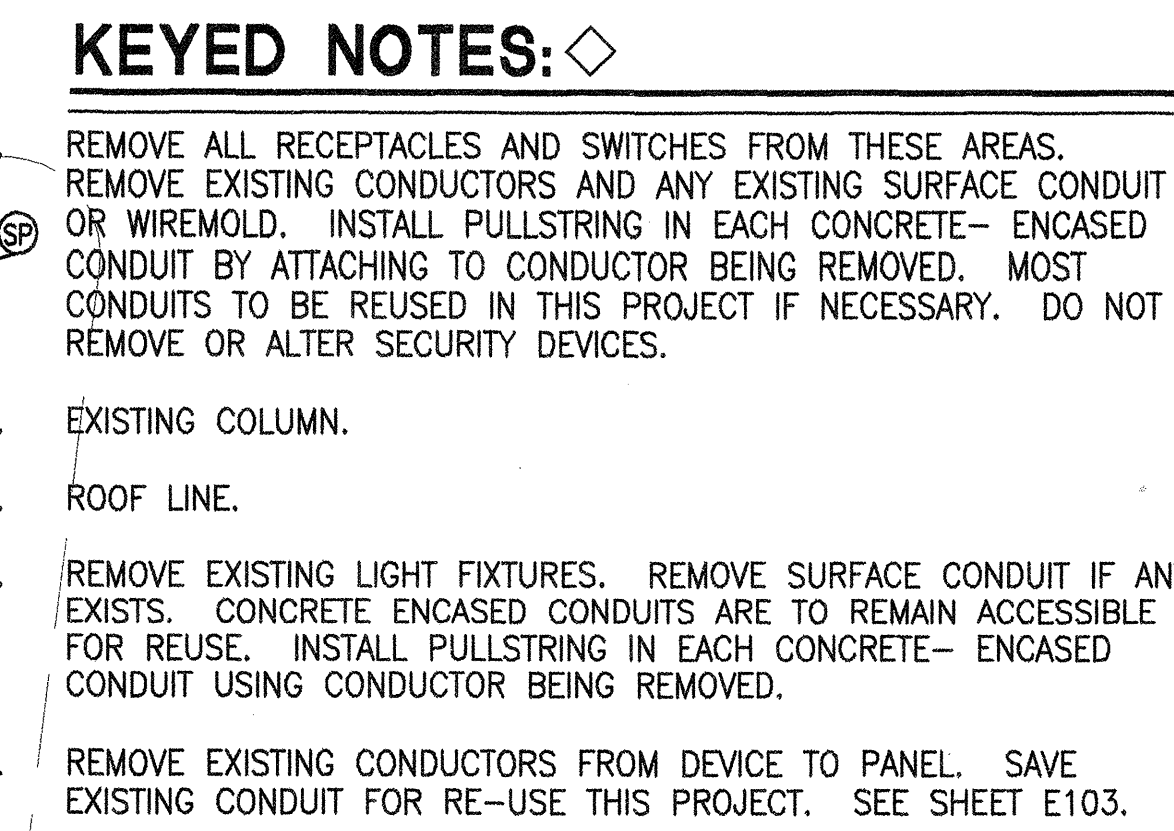 KEYED NOTES:
REMOVE ALL RECEPTACLES AND SWITCHES FROM THESE AREAS.
REMOVE EXISTING CONDUCTORS AND ANY EXISTING SURFACE CONDUIT
SP OR WIREMOLD. INSTALL PULLSTRING IN EACH CONCRETE- ENCASED
CONDUIT BY ATTACHING TO CONDUCTOR BEING REMOVED. MOST
CONDUITS TO BE REUSED IN THIS PROJECT IF NECESSARY. DO NOT
REMOVE OR ALTER SECURITY DEVICES.
EXISTING COLUMN.
ROOF LINE.
REMOVE EXISTING LIGHT FIXTURES. REMOVE SURFACE CONDUIT IF AN
EXISTS. CONCRETE ENCASED CONDUITS ARE TO REMAIN ACCESSIBLE
FOR REUSE. INSTALL PULLSTRING IN EACH CONCRETE- ENCASED
CONDUIT USING CONDUCTOR BEING REMOVED.
REMOVE EXISTING CONDUCTORS FROM DEVICE TO PANEL. SAVE
EXISTING CONDUIT FOR RE-USE THIS PROJECT. SEE SHEET E103.